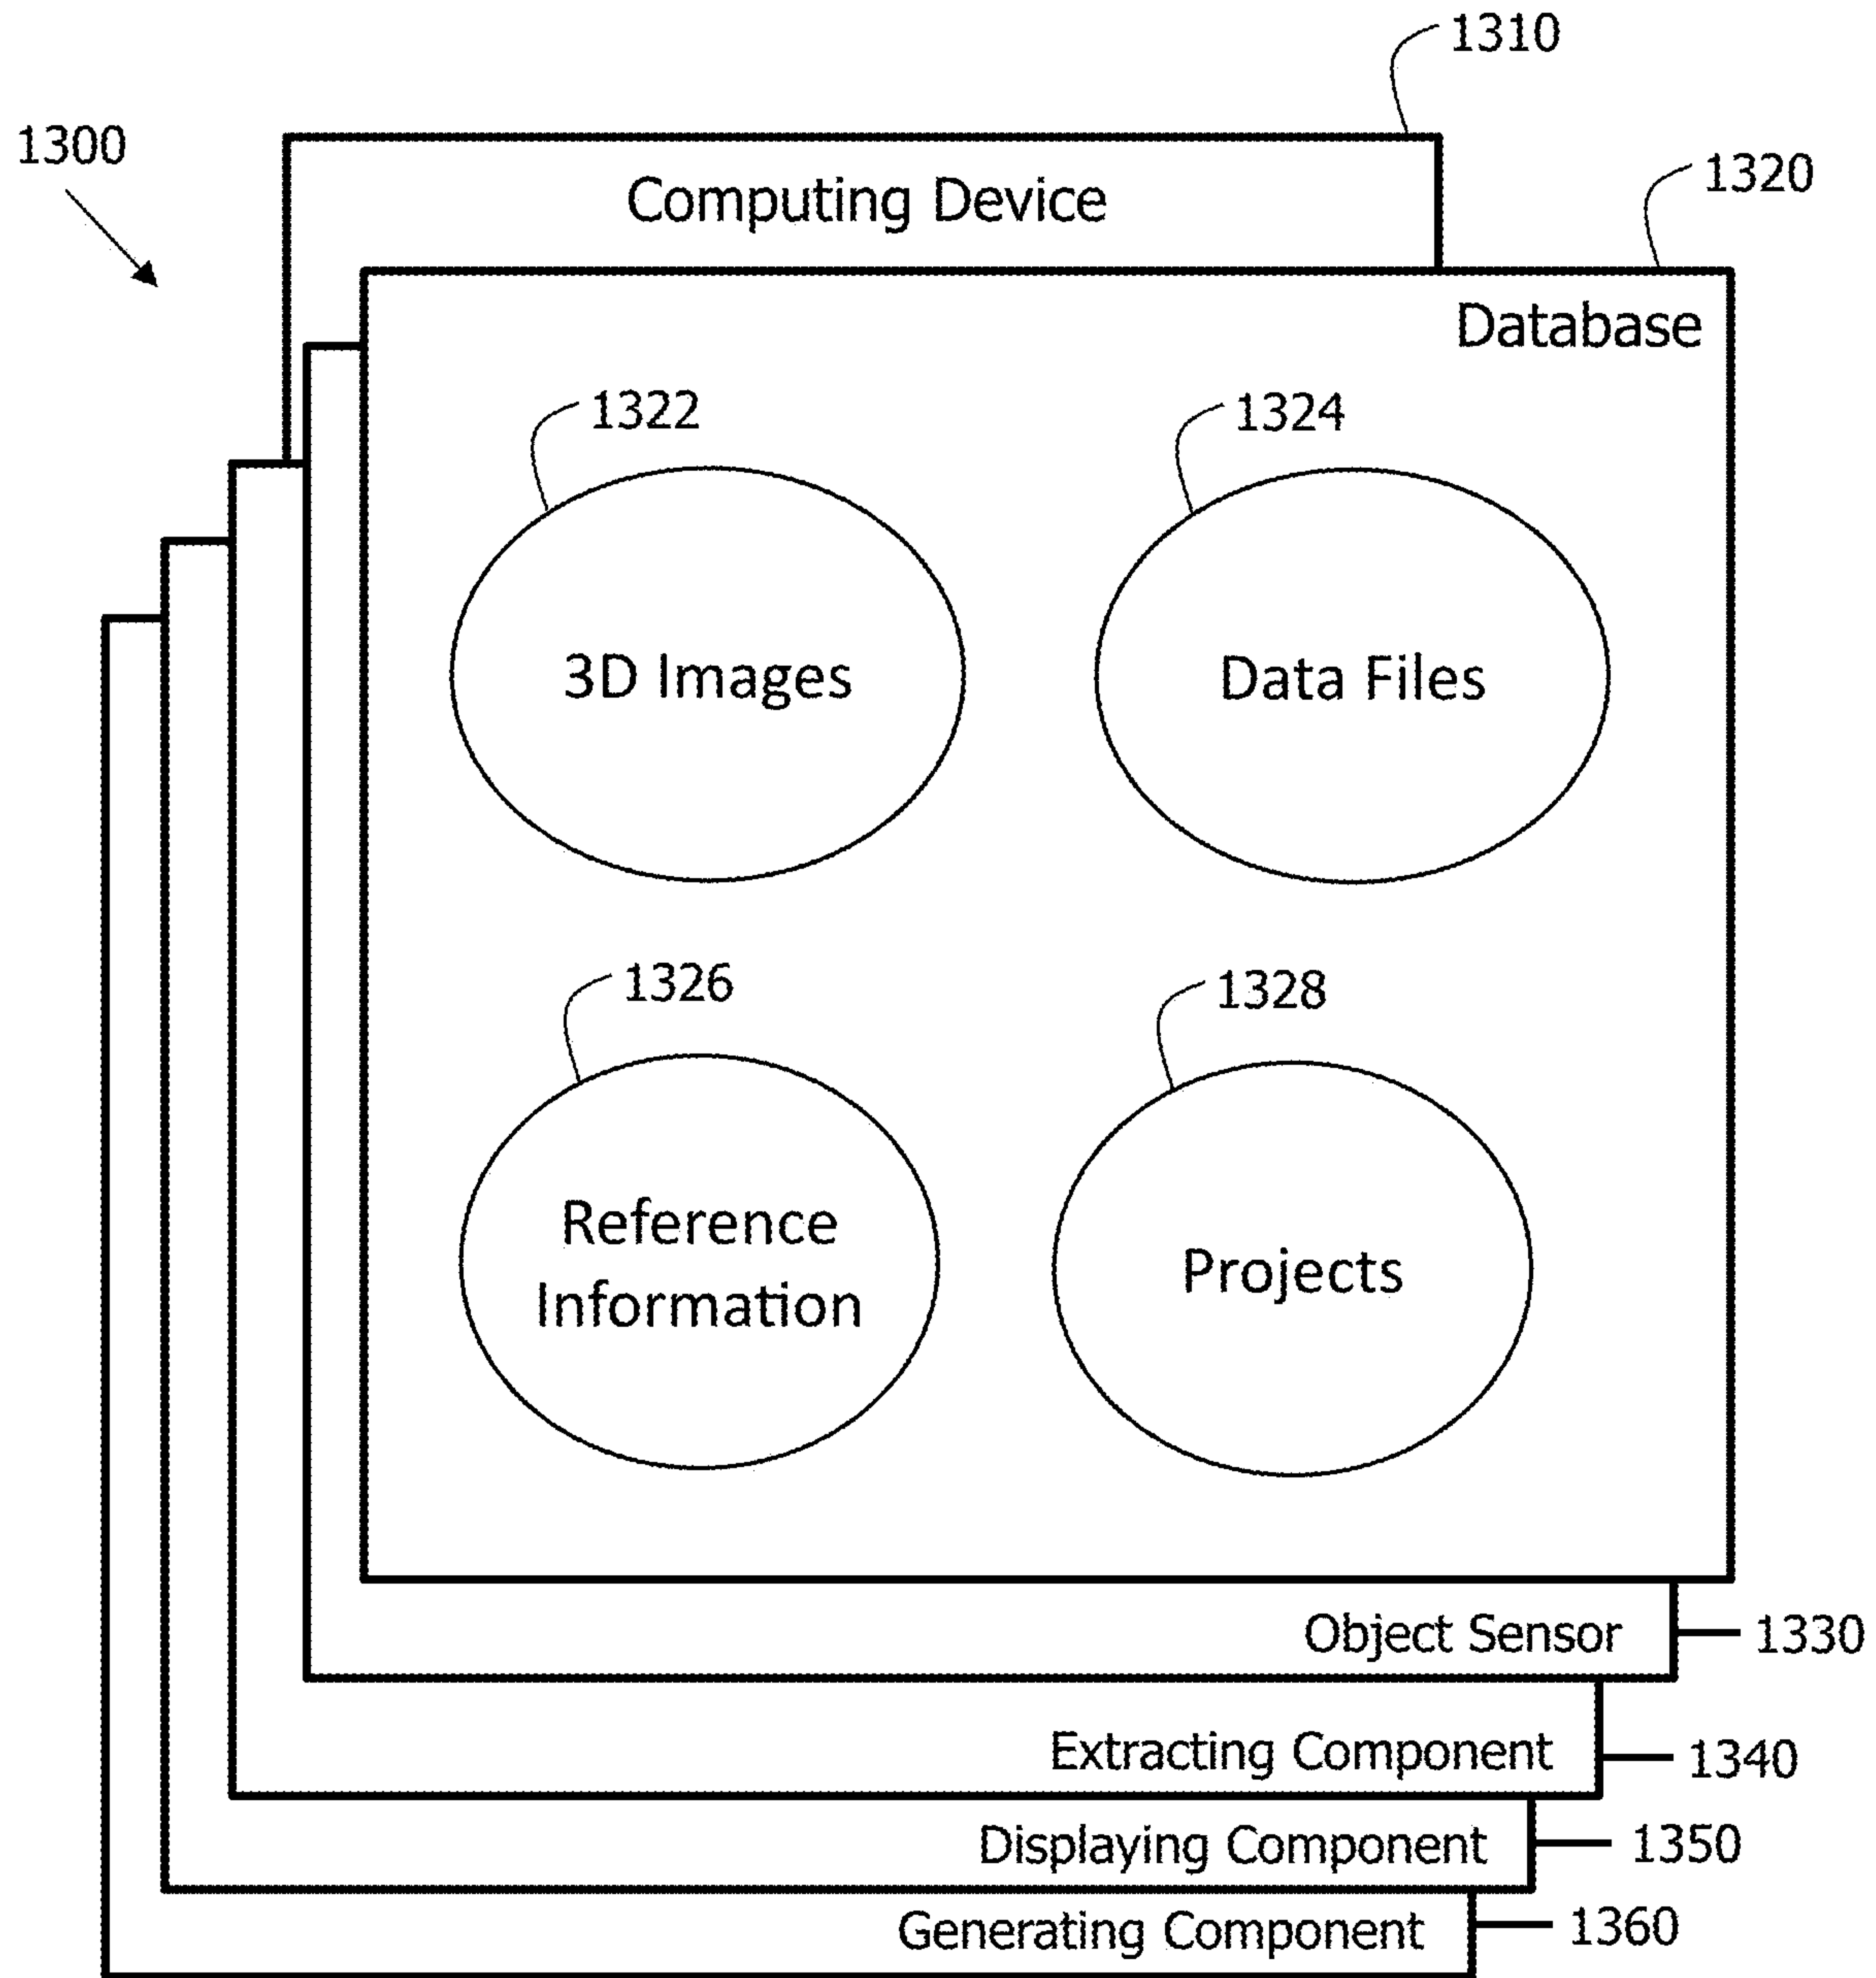 1310
1300
Computing Device
1320
Database
1322
1324
3D Images
Data Files
1326
1328
Reference
Information
Projects
Object Sensor
1330
Extracting Component
1340
Displaying Component
1350
Generating Component
1360